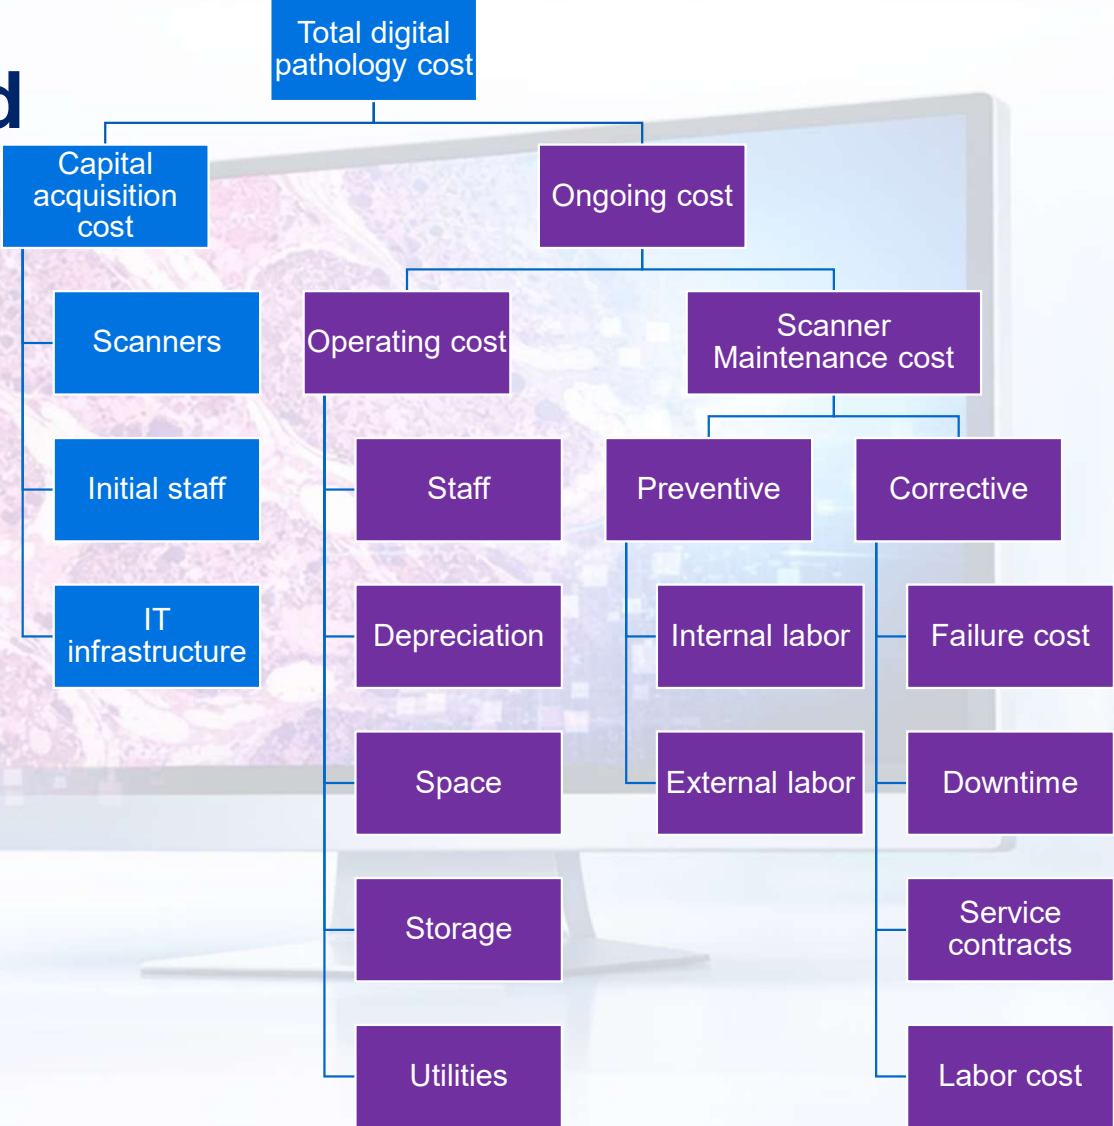 Total digital
pathology cost
d
Capital
acquisition
cost
Ongoing cost
Scanners
Operating cost
Scanner
Maintenance cost
Initial staff
Staff
Preventive
Corrective
IT
infrastructure
Depreciation
Internal labor
Failure cost
Space
External labor
Downtime
Storage
Service
contracts
Utilities
Labor cost